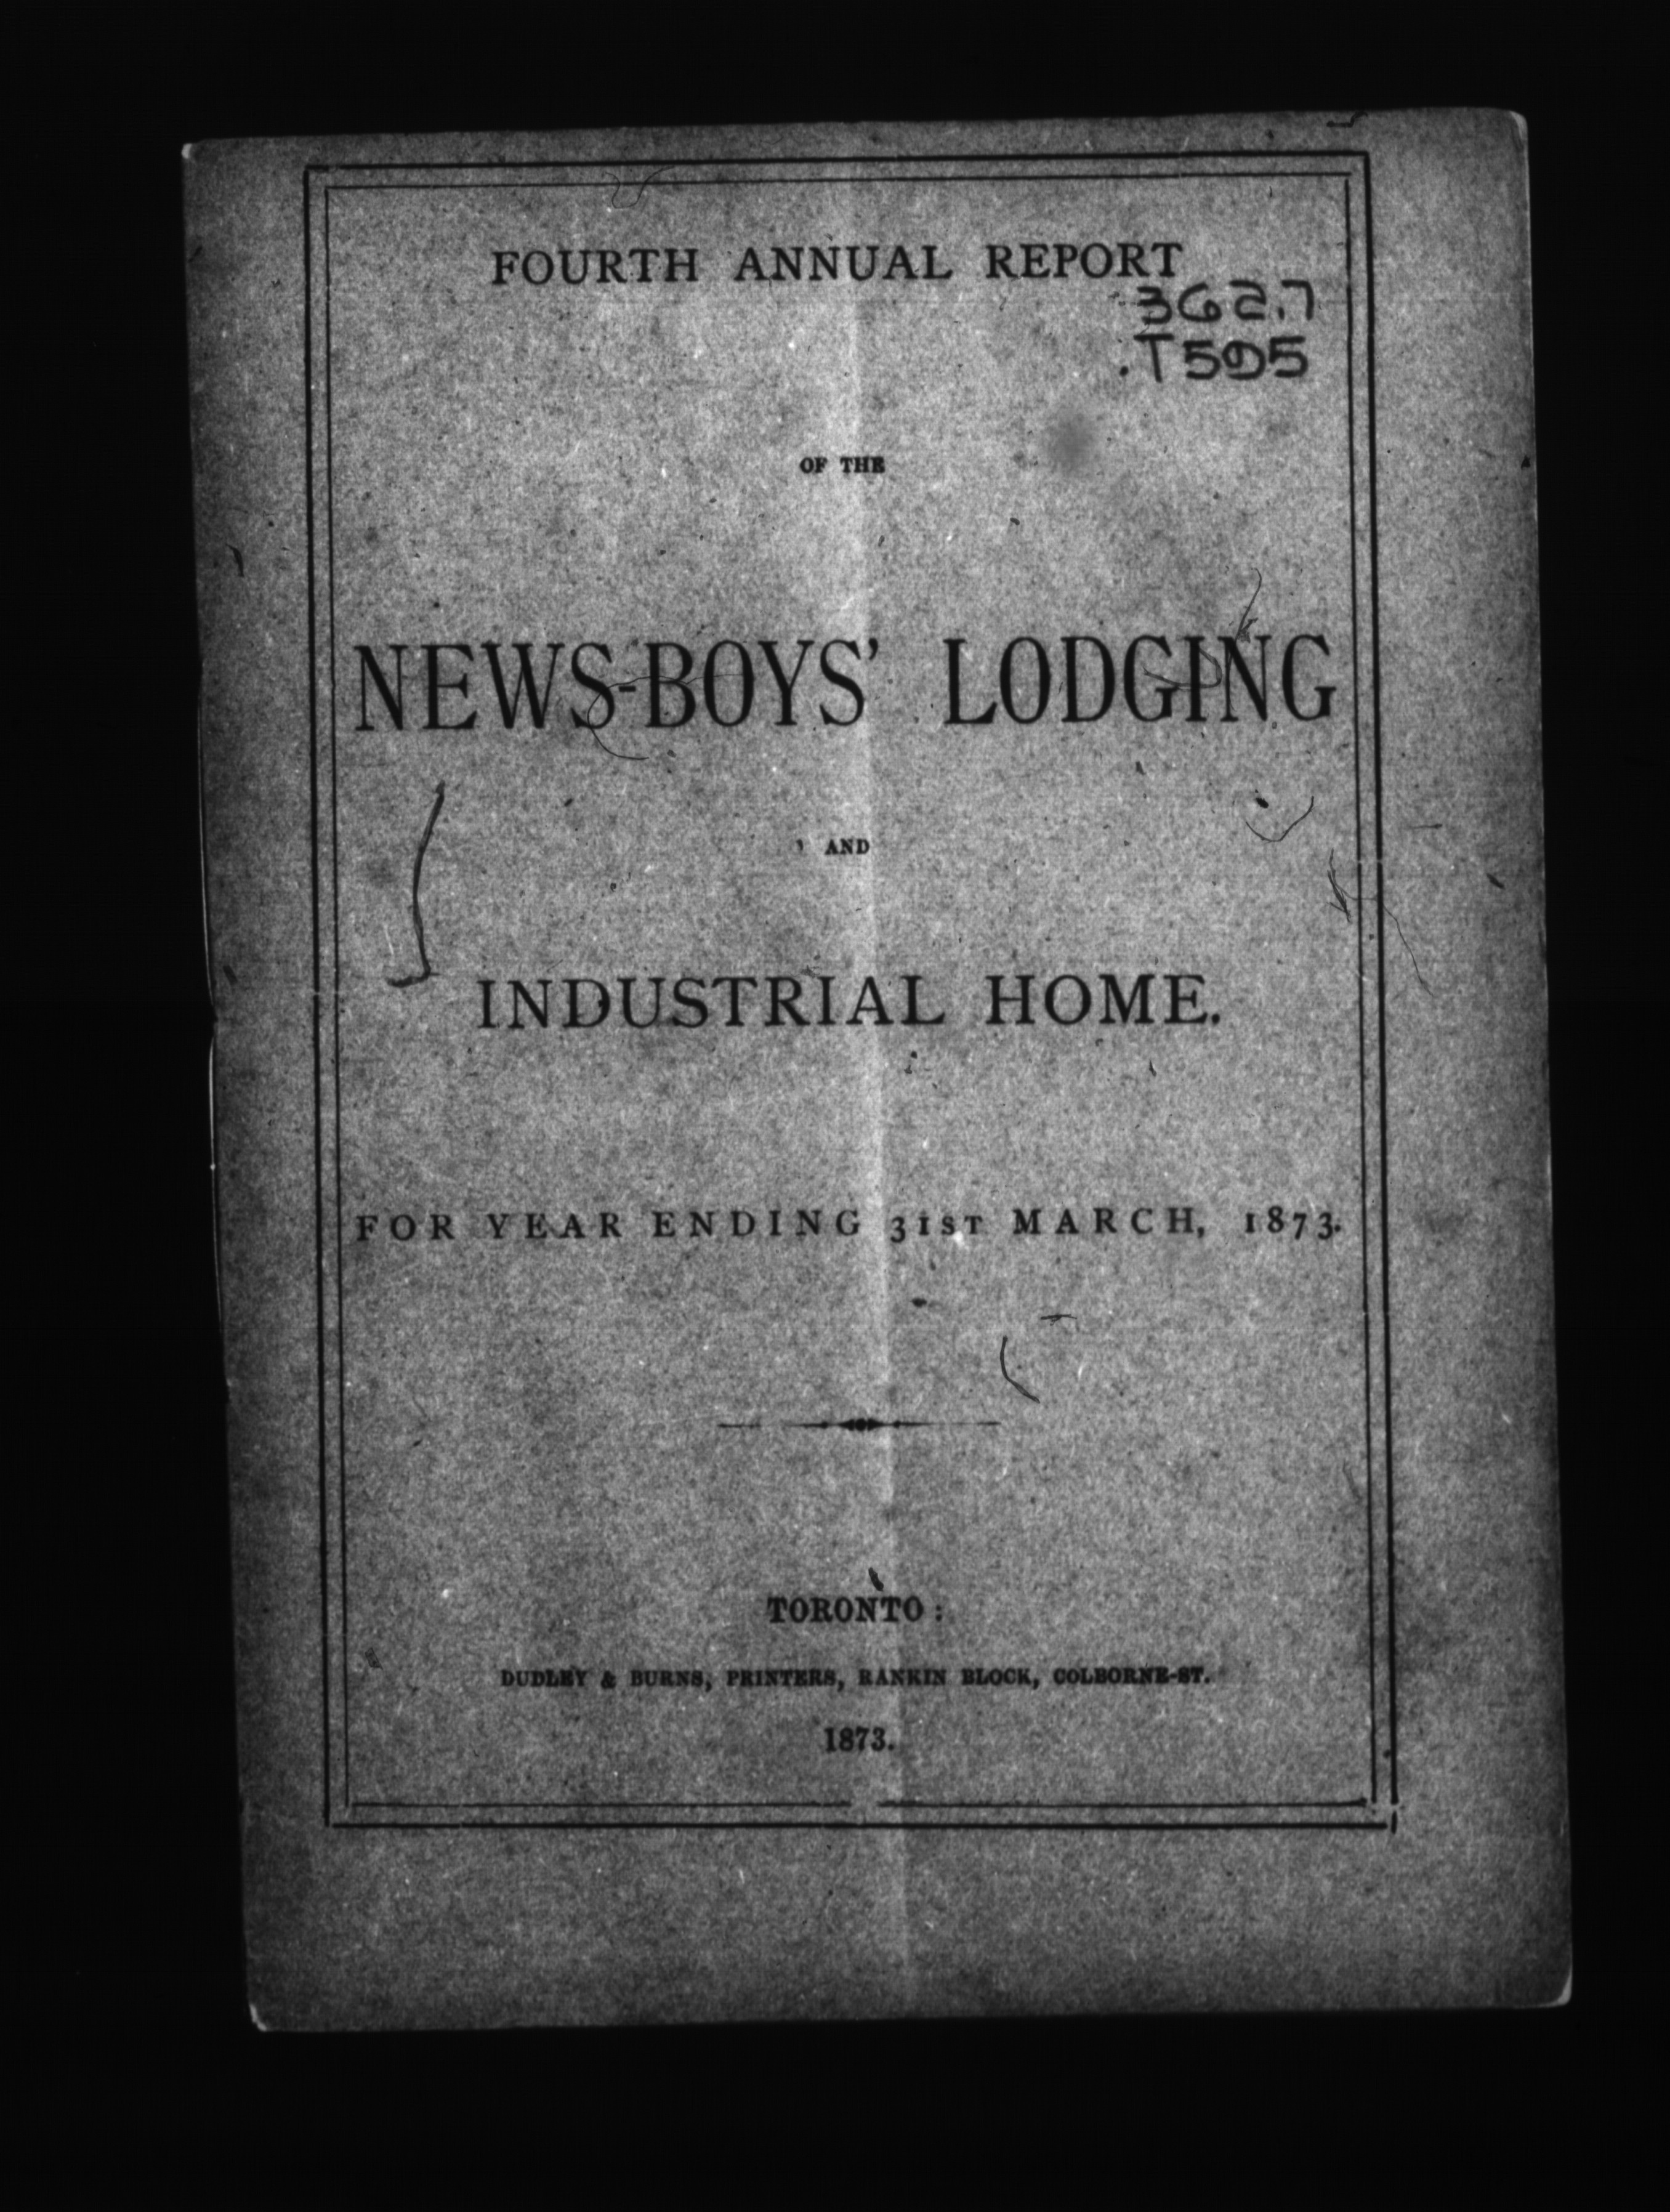 FOURTH ANNUAL REPORT
362.7
.T595
OF THE
NEWS-BOYS' LODGING
AND
INDUSTRIAL HOME.
FOR YEAR ENDING 31ST MARCH, 1873.
TORONTO:
DUDLEY & BURNS, PRINTERS, RANKIN BLOCK, COLBORNE-ST.
1873.